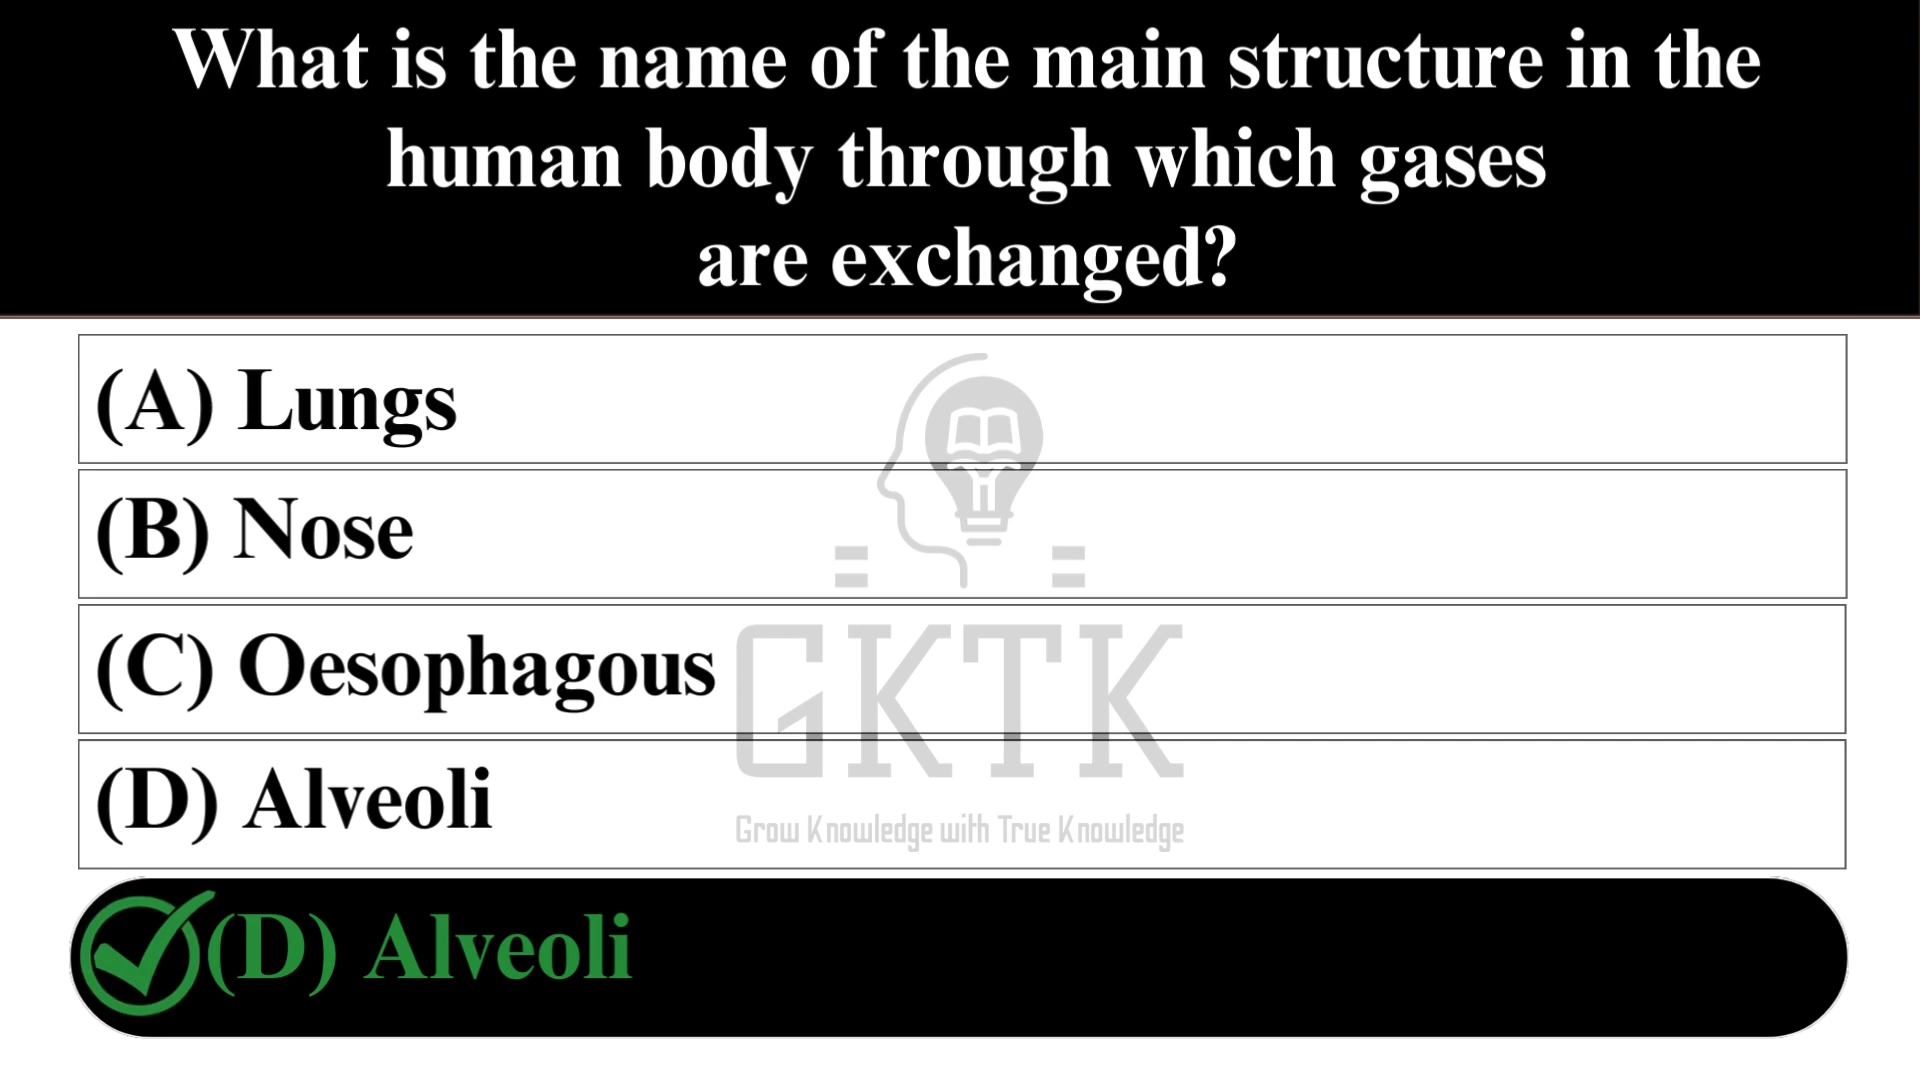 What is the name of the main structure in the
human body through which gases
are exchanged?
(A) Lungs
(B) Nose
(C) Oesophagous
(D) Alveoli
GKTK
Grow Knowledge with True Knowledge
(D) Alveoli